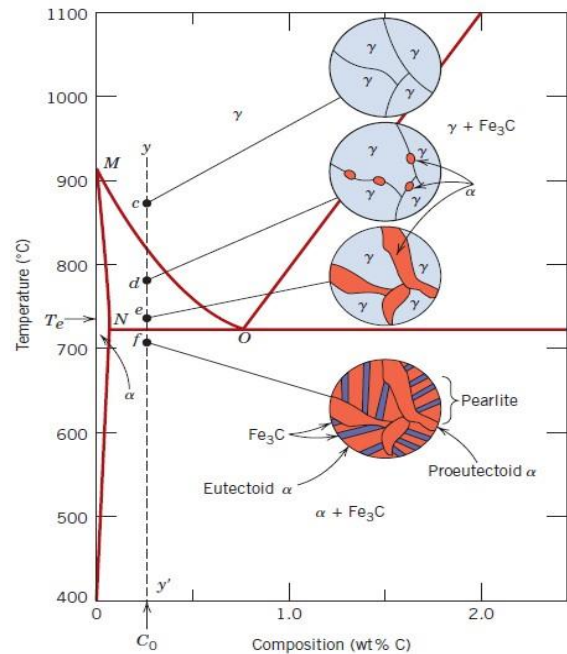 1100
1000
900
800
700
600
500
400
Temperature (°C)
Tₑ
M
N
O
y
c
d
e
f
y′
γ
γ
γ
γ
γ
γ + Fe₃C
γ
γ
γ
γ
α
γ
γ
γ
γ
α
Pearlite
Fe₃C
Proeutectoid α
Eutectoid α
α + Fe₃C
0
1.0
2.0
C₀
Composition (wt% C)